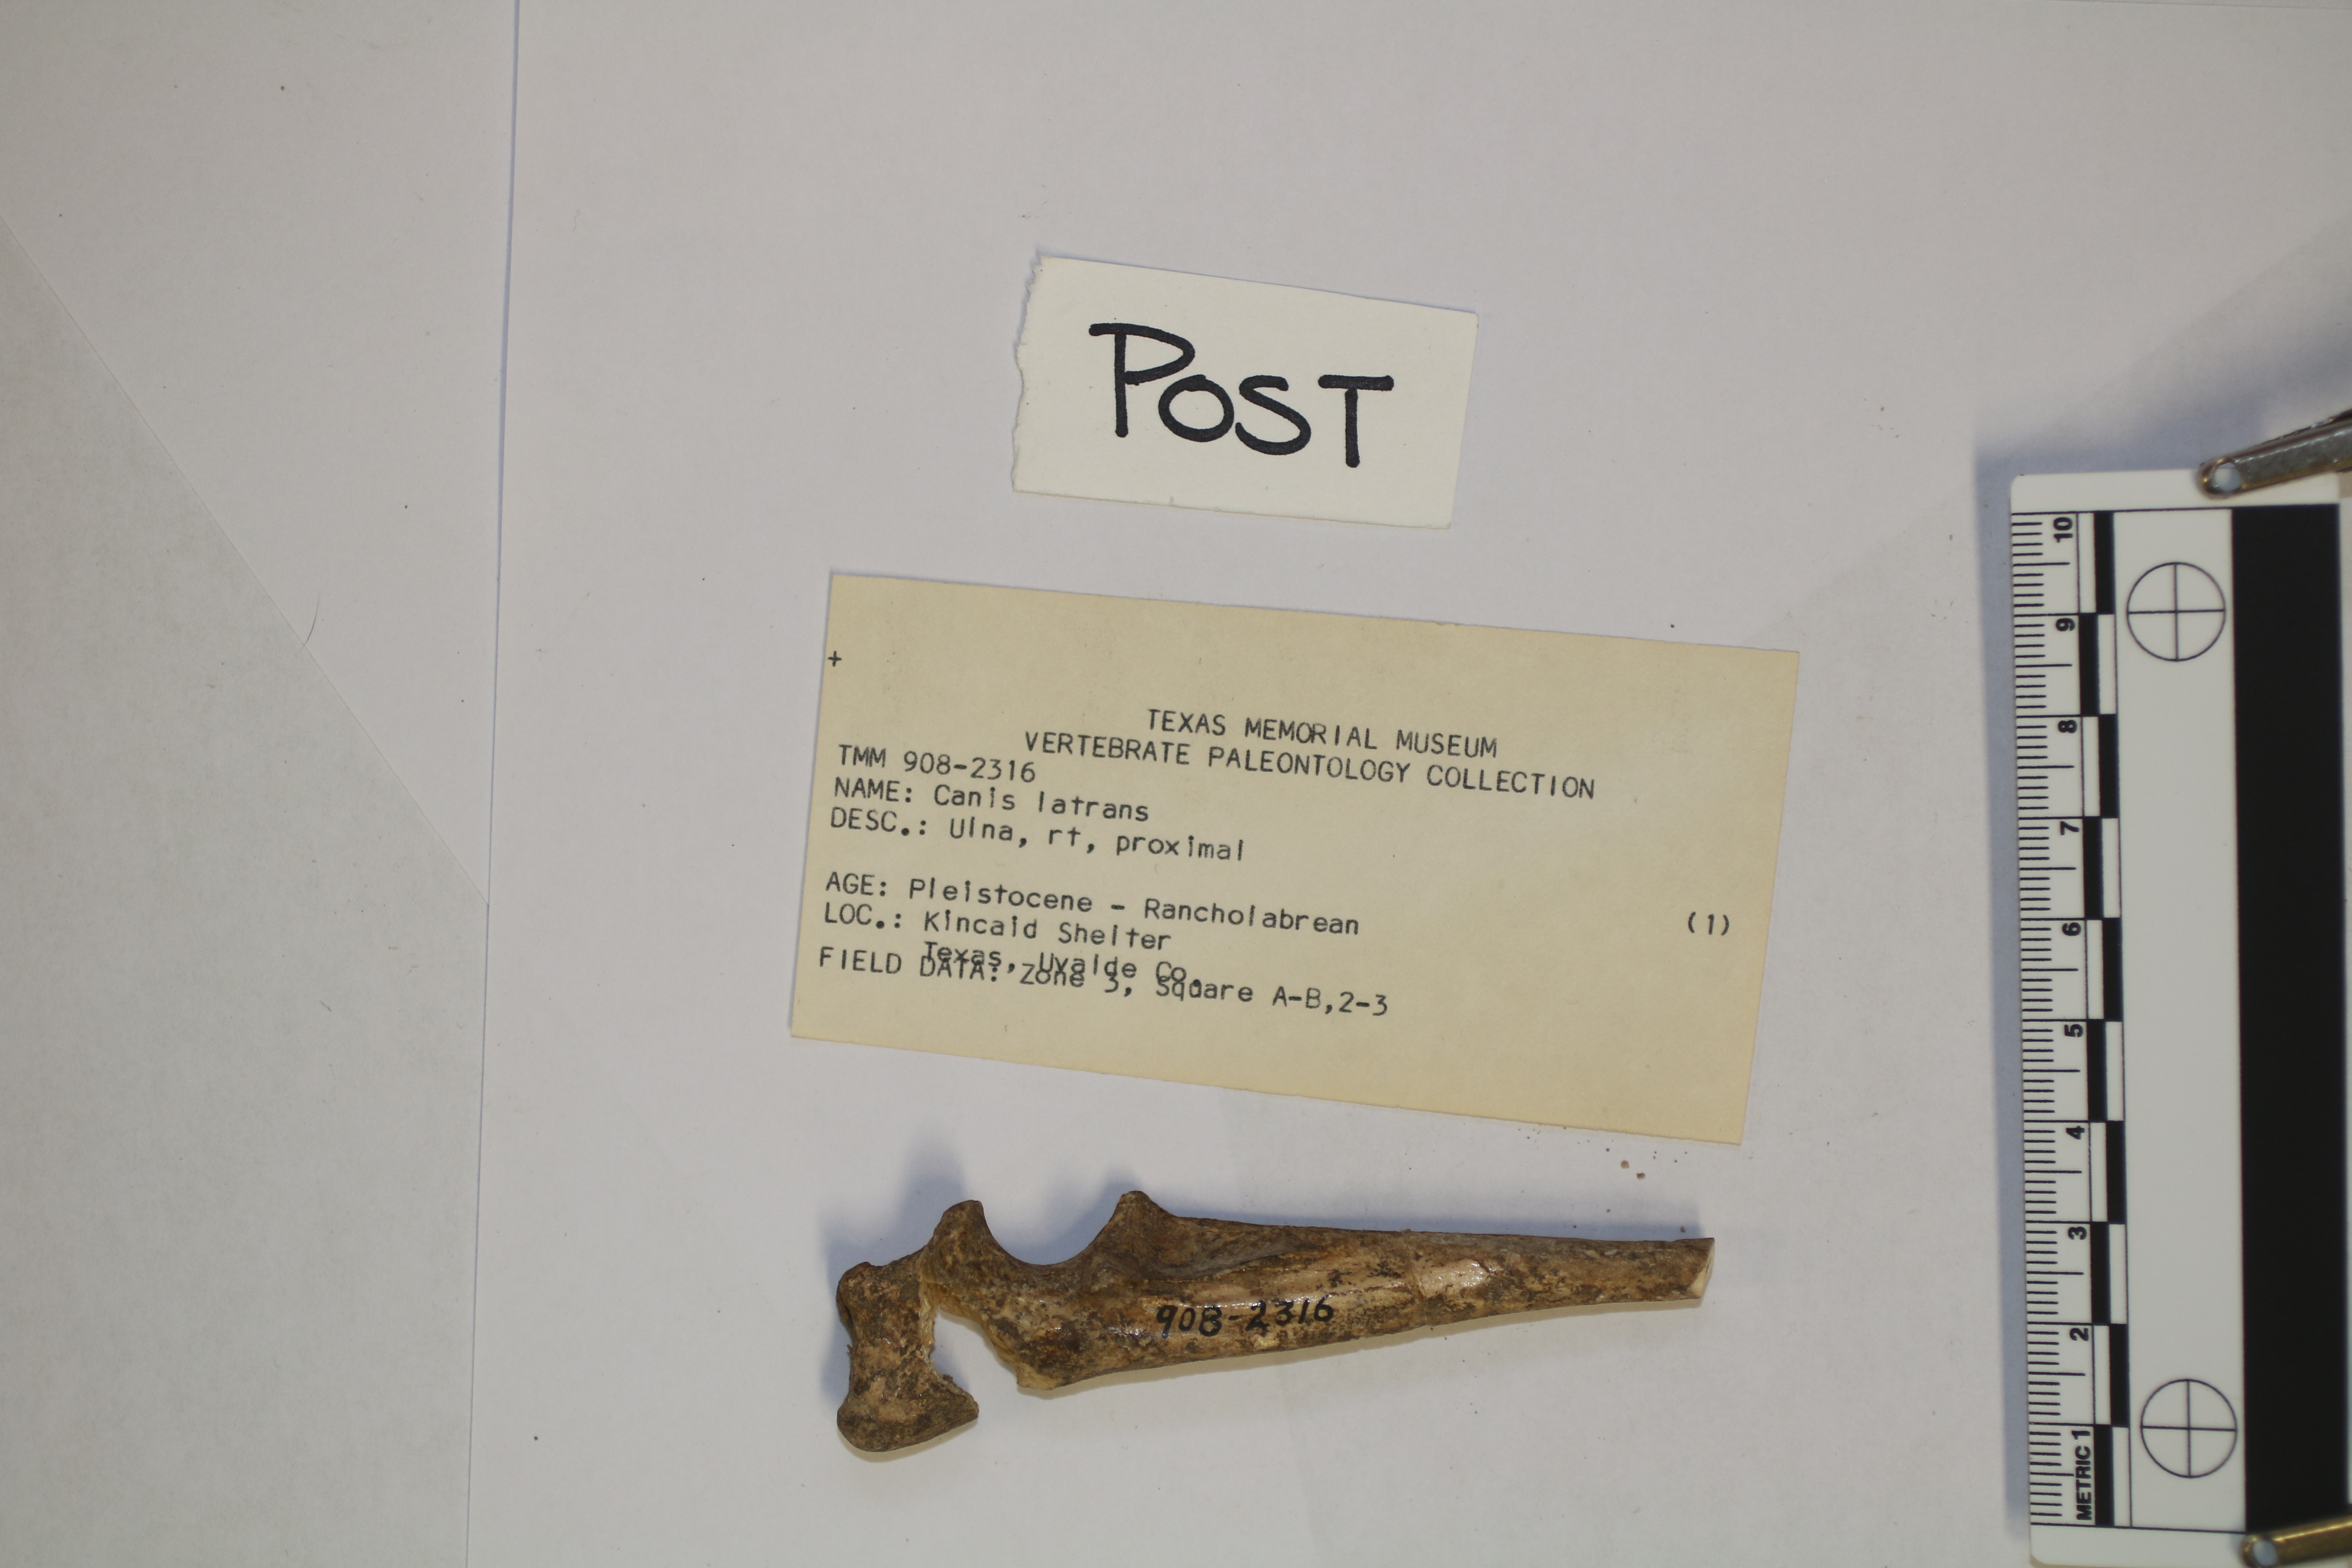 +
TEXAS MEMORIAL MUSEUM
VERTEBRATE PALEONTOLOGY COLLECTION
TMM 908-2316
NAME: Canis latrans
DESC.: ulna, rt, proximal
AGE: Pleistocene - Rancholabrean
LOC.: Kincaid Shelter
Texas, Uvalde Co.
FIELD DATA: zone 3, square A-B,2-3
(1)
POST
908-2316
METRIC 1 2 3 4 5 6 7 8 9 10